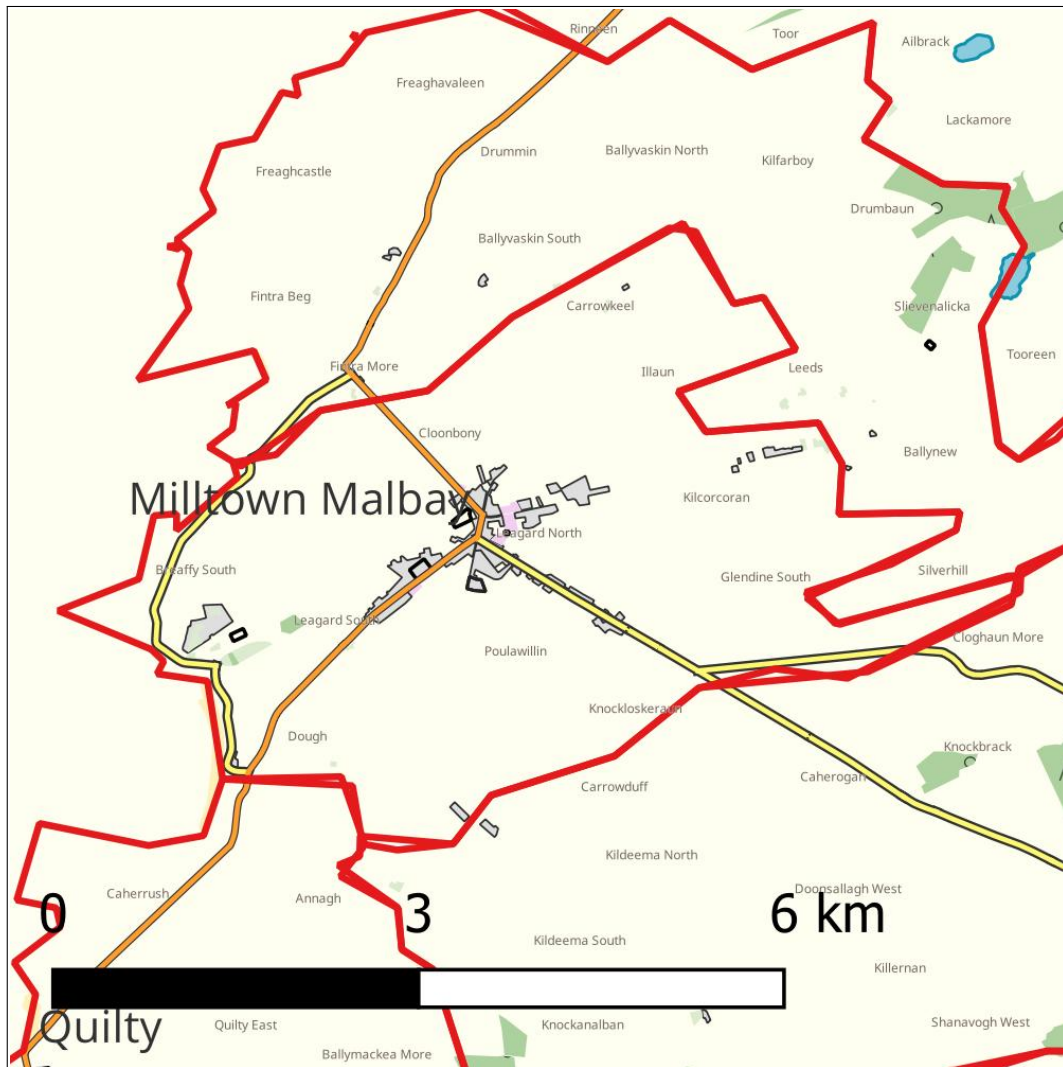 Rinneen
Toor
Ailbrack
Freaghavaleen
Lackamore
Drummin
Ballyvaskin North
Kilfarboy
Freaghcastle
Drumbaun
Ballyvaskin South
Fintra Beg
Carrowkeel
Slievenalicka
Tooreen
Fintra More
Illaun
Leeds
Cloonbony
Ballynew
Milltown Malbay
Kilcorcoran
Leagard North
Breaffy South
Glendine South
Silverhill
Leagard South
Cloghaun More
Poulawillin
Knockloskeraun
Dough
Knockbrack
Carrowduff
Caherogan
Kildeema North
Caherrush
Annagh
Doonsallagh West
0 3 6 km
Kildeema South
Killernan
Quilty
Quilty East
Knockanalban
Shanavogh West
Ballymackea More